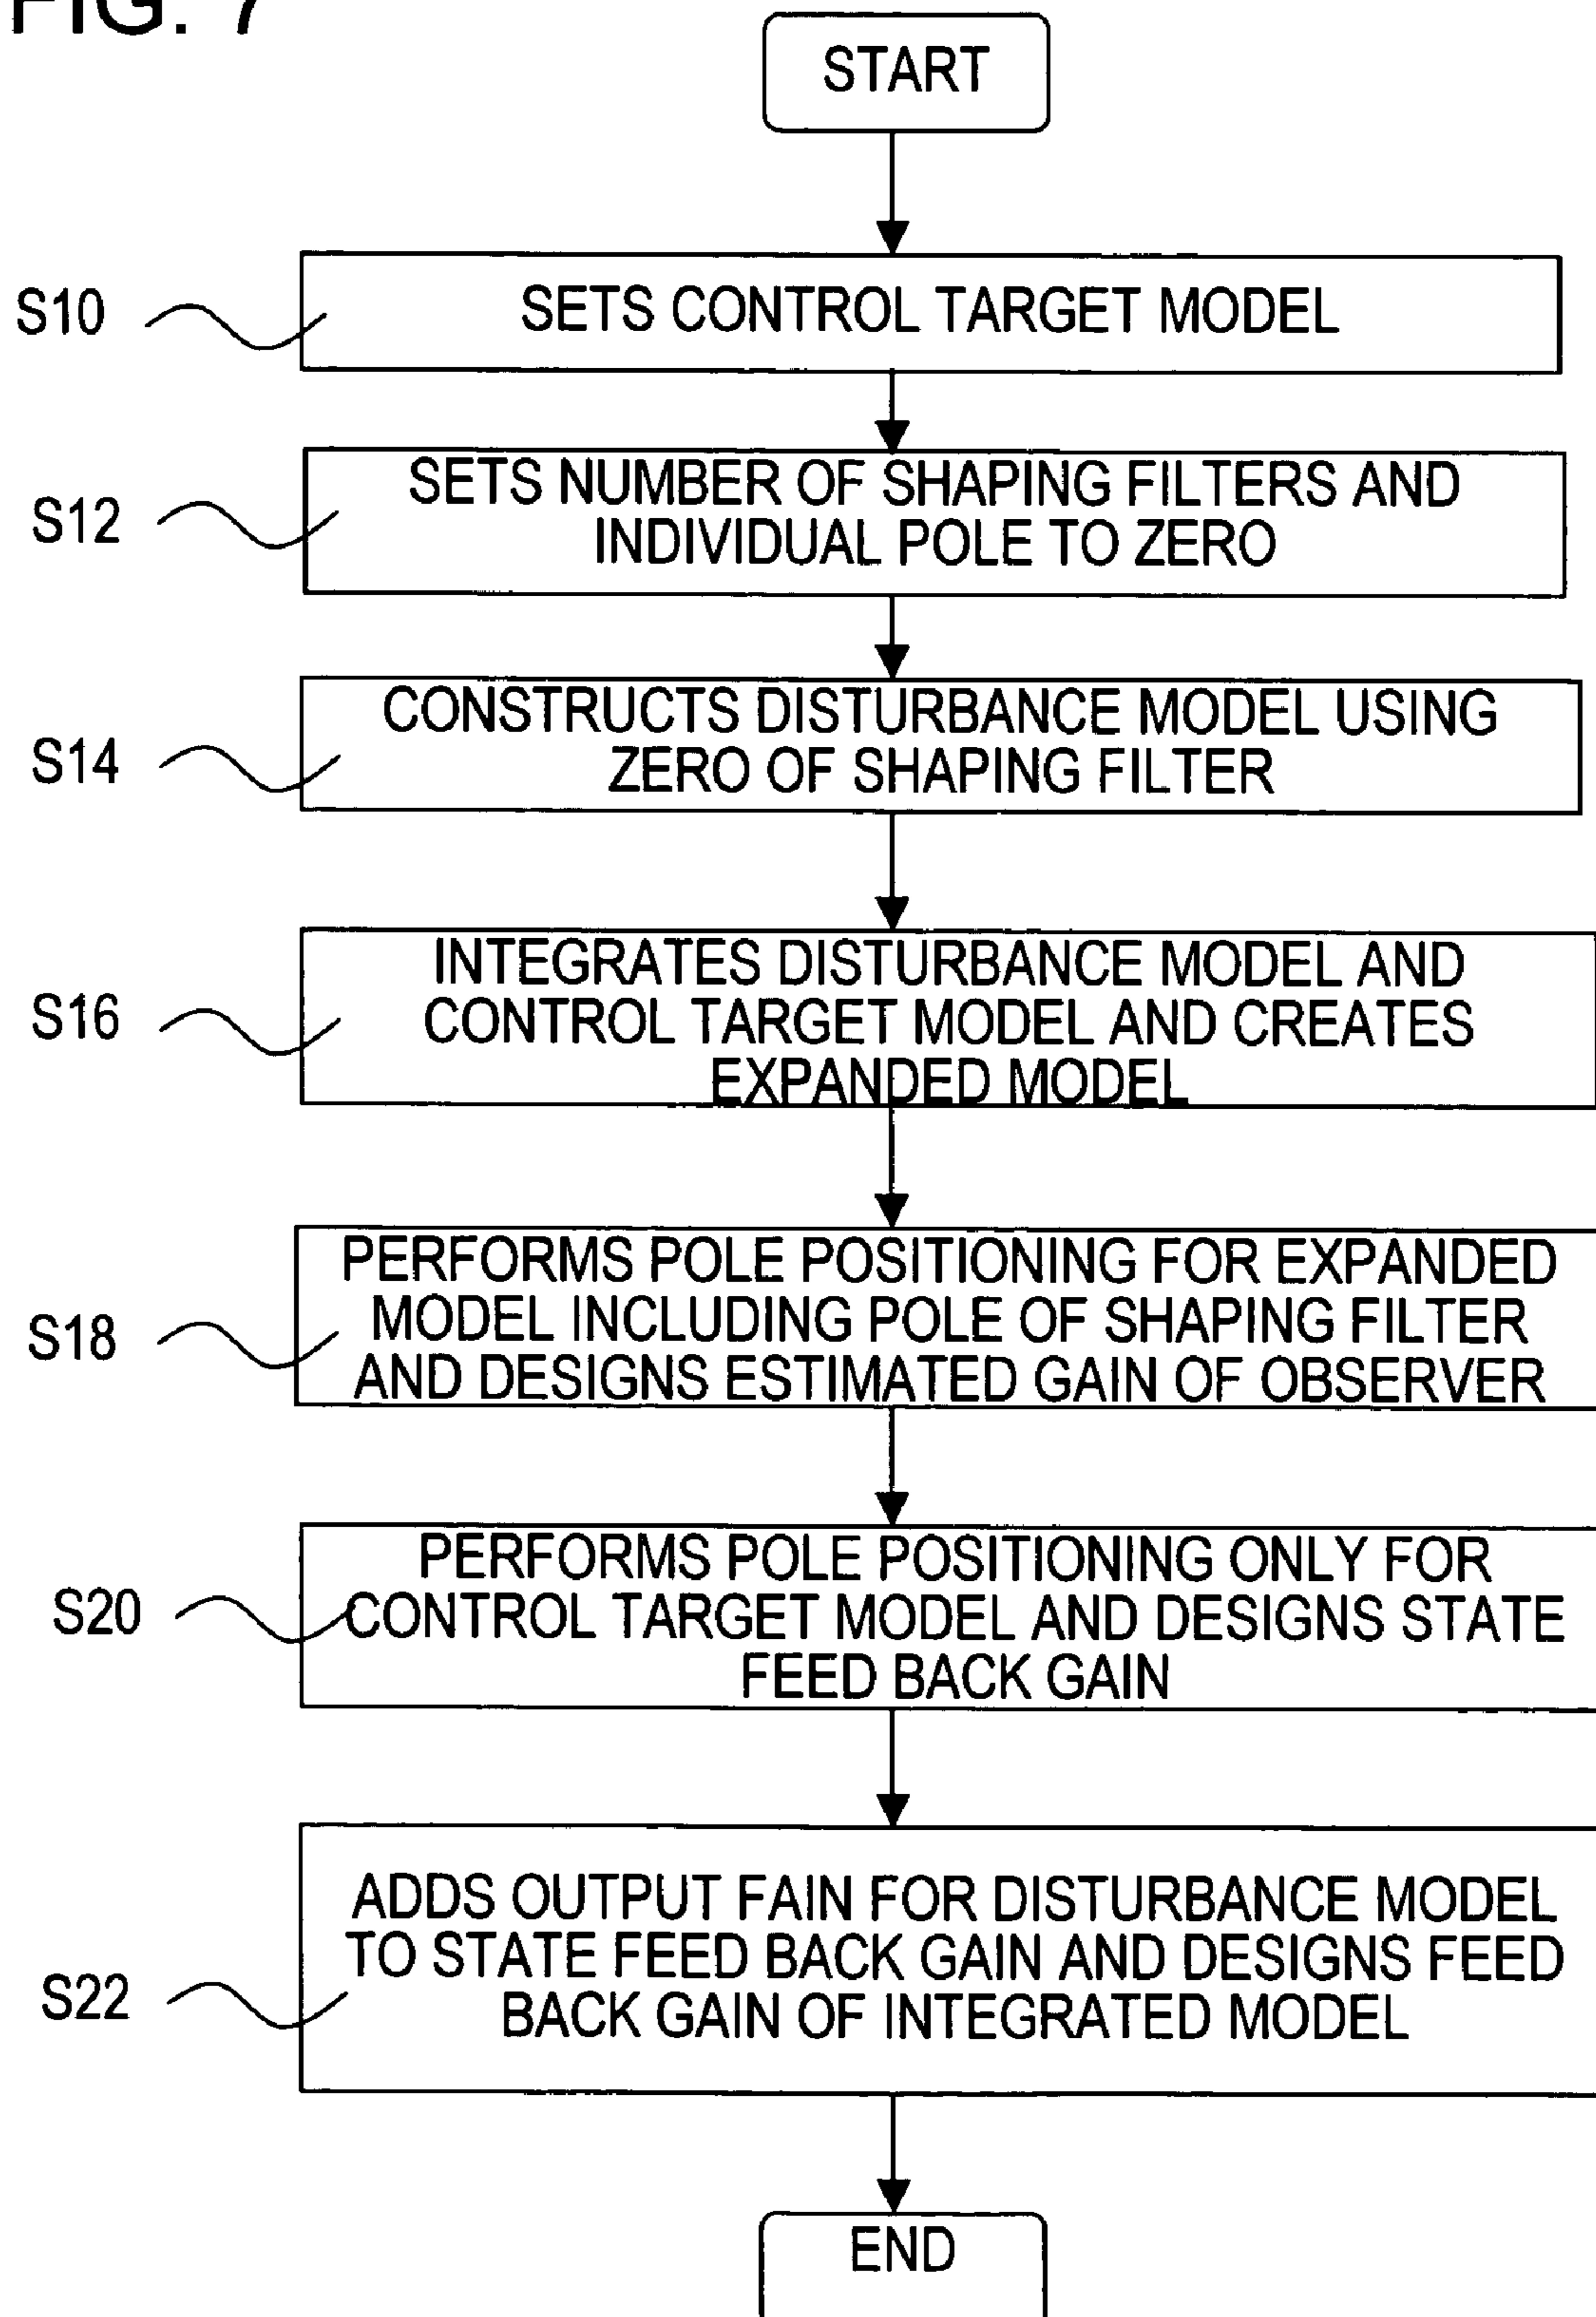 FIG. 7
START
S10
SETS CONTROL TARGET MODEL
S12
SETS NUMBER OF SHAPING FILTERS AND
INDIVIDUAL POLE TO ZERO
S14
CONSTRUCTS DISTURBANCE MODEL USING
ZERO OF SHAPING FILTER
S16
INTEGRATES DISTURBANCE MODEL AND
CONTROL TARGET MODEL AND CREATES
EXPANDED MODEL
S18
PERFORMS POLE POSITIONING FOR EXPANDED
MODEL INCLUDING POLE OF SHAPING FILTER
AND DESIGNS ESTIMATED GAIN OF OBSERVER
S20
PERFORMS POLE POSITIONING ONLY FOR
CONTROL TARGET MODEL AND DESIGNS STATE
FEED BACK GAIN
S22
ADDS OUTPUT FAIN FOR DISTURBANCE MODEL
TO STATE FEED BACK GAIN AND DESIGNS FEED
BACK GAIN OF INTEGRATED MODEL
END